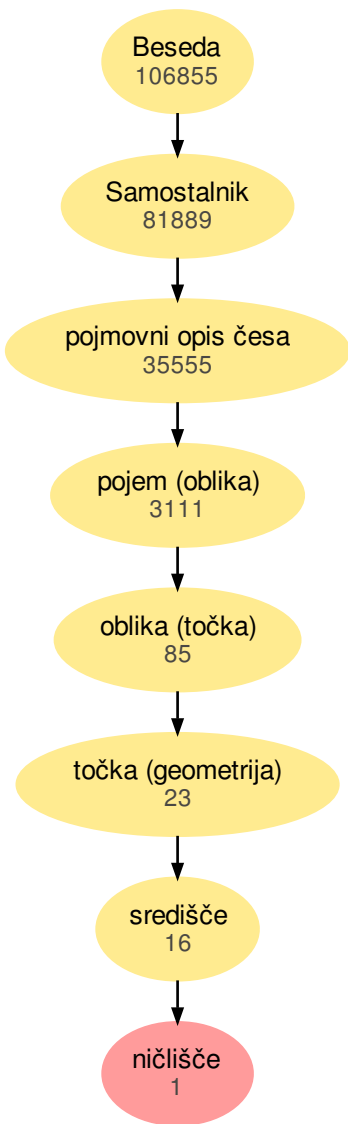 Beseda
106855
Samostalnik
81889
pojmovni opis česa
35555
pojem (oblika)
3111
oblika (točka)
85
točka (geometrija)
23
središče
16
ničlišče
1